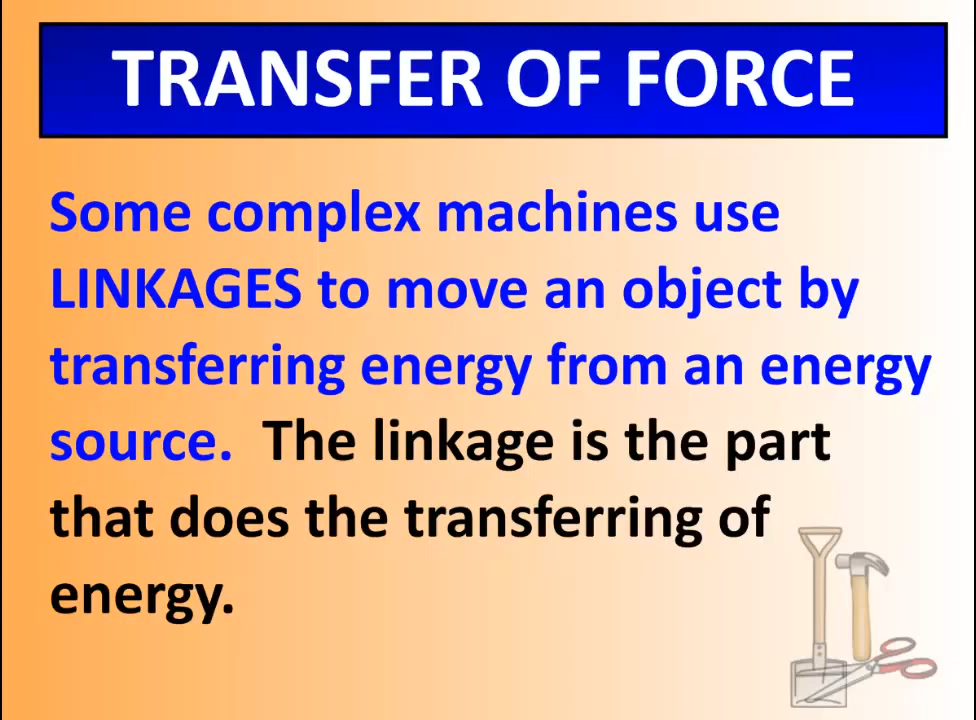 TRANSFER OF FORCE
Some complex machines use
LINKAGES to move an object by
transferring energy from an energy
source. The linkage is the part
that does the transferring of
energy.